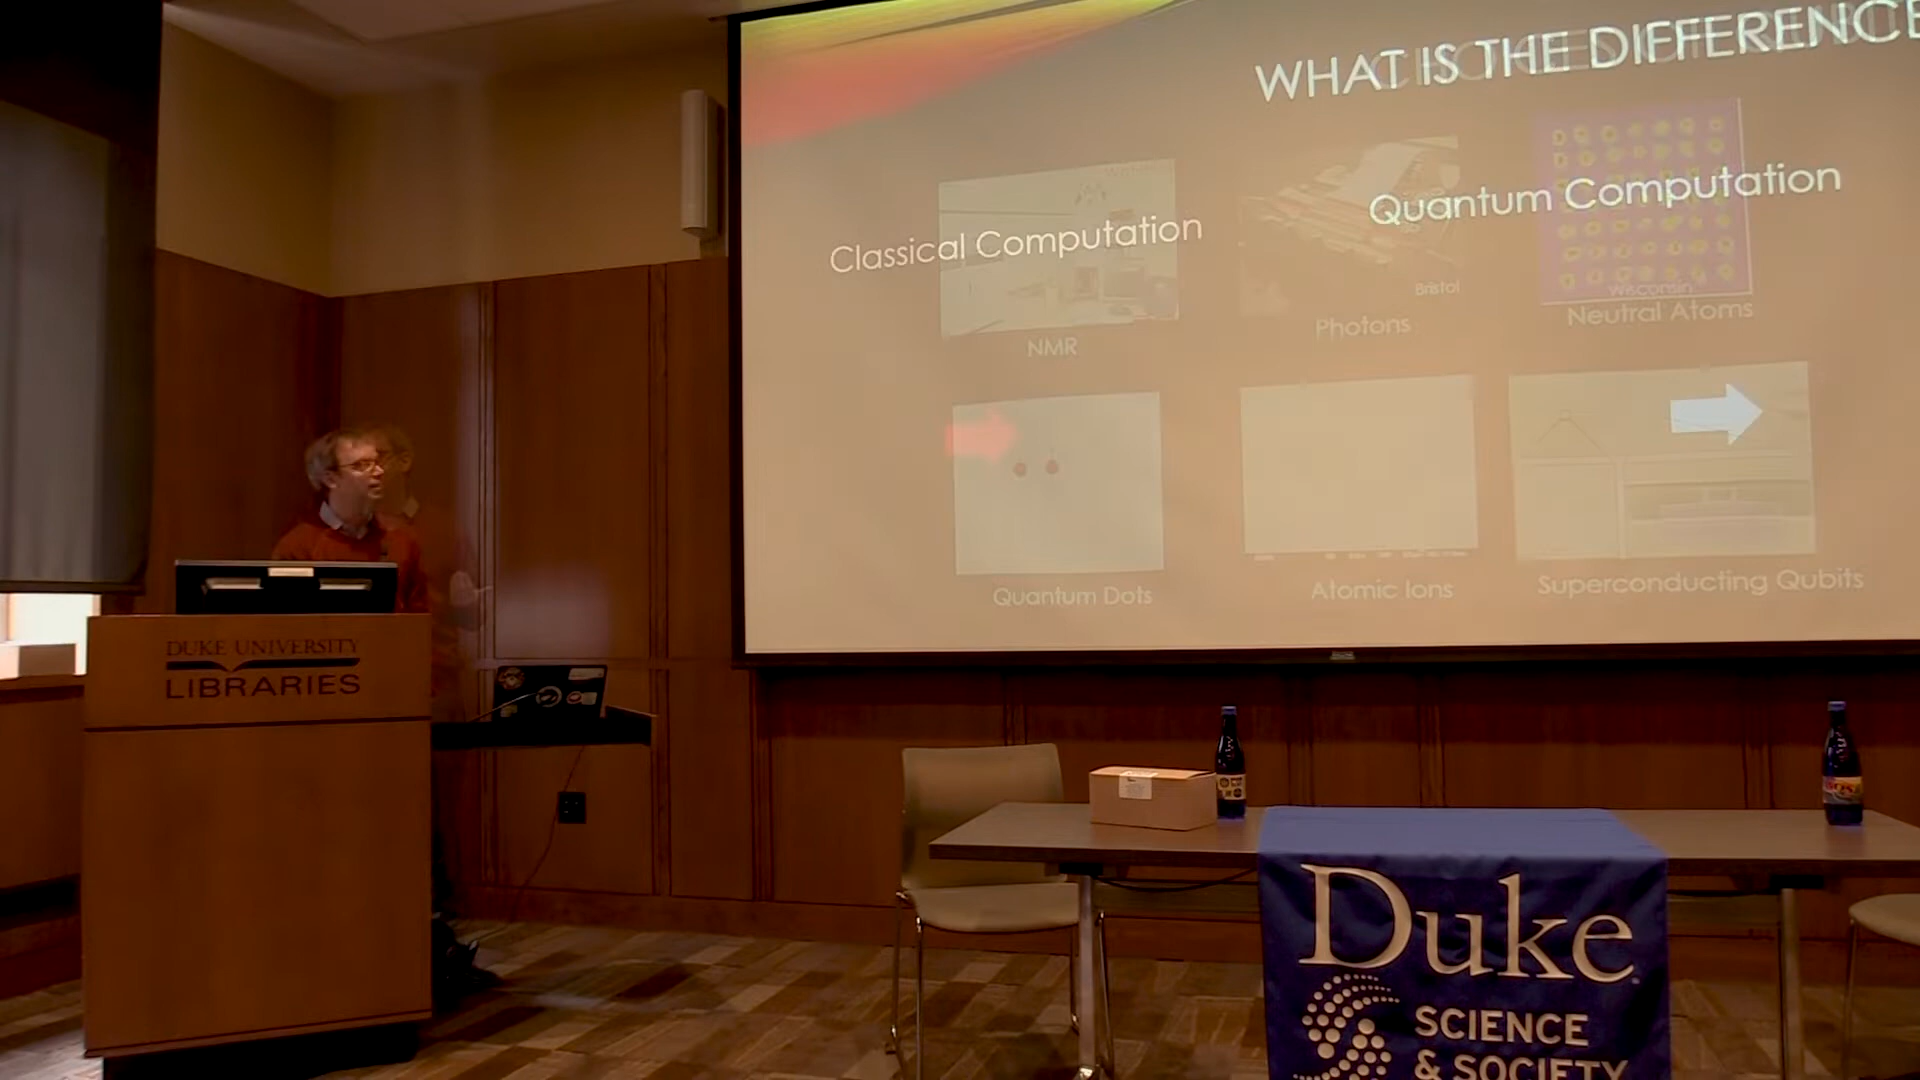 WHAT IS THE DIFFERENCE
Classical Computation
Quantum Computation
Bristol
Wisconsin
NMR
Photons
Neutral Atoms
Quantum Dots
Atomic Ions
Superconducting Qubits
DUKE UNIVERSITY
LIBRARIES
Duke
SCIENCE
& SOCIETY